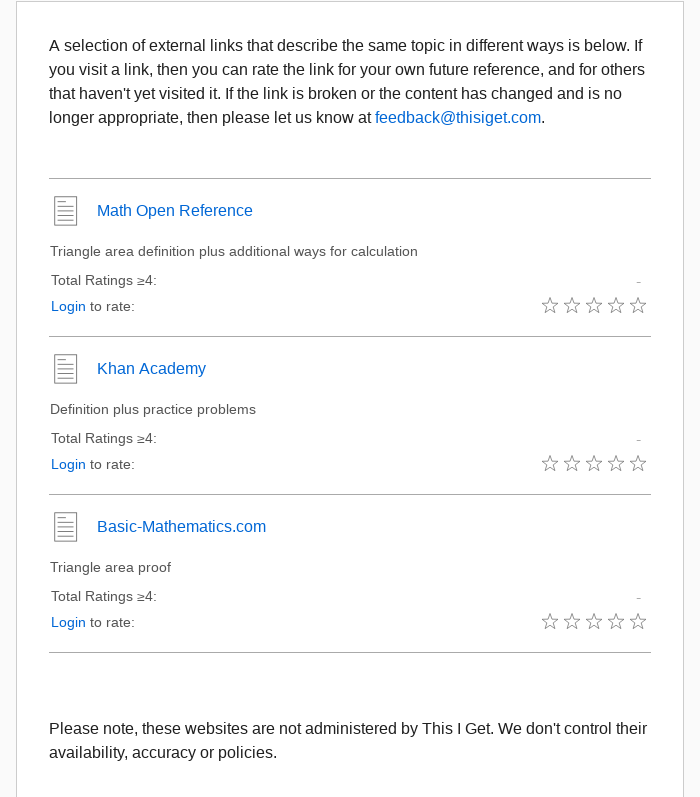 A selection of external links that describe the same topic in different ways is below. If
you visit a link, then you can rate the link for your own future reference, and for others
that haven't yet visited it. If the link is broken or the content has changed and is no
longer appropriate, then please let us know at feedback@thisiget.com.
Math Open Reference
Triangle area definition plus additional ways for calculation
Total Ratings ≥4: -
Login to rate:
Khan Academy
Definition plus practice problems
Total Ratings ≥4: -
Login to rate:
Basic-Mathematics.com
Triangle area proof
Total Ratings ≥4: -
Login to rate:
Please note, these websites are not administered by This I Get. We don't control their
availability, accuracy or policies.